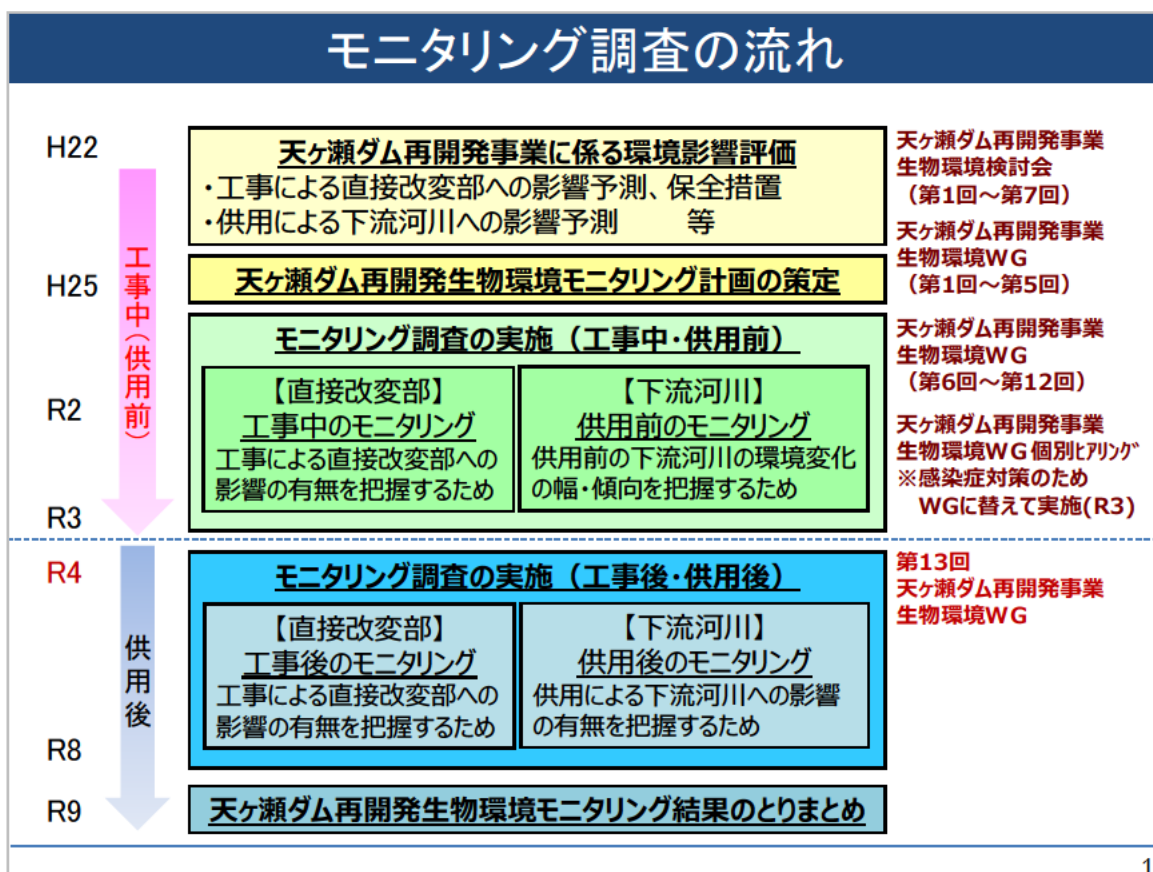 モニタリング調査の流れ
H22
天ヶ瀬ダム再開発事業に係る環境影響評価
・工事による直接改変部への影響予測、保全措置
・供用による下流河川への影響予測 等
天ヶ瀬ダム再開発事業
生物環境検討会
(第1回~第7回)
天ヶ瀬ダム再開発事業
生物環境WG
(第1回~第5回)
工事中(供用前)
H25
天ヶ瀬ダム再開発生物環境モニタリング計画の策定
モニタリング調査の実施(工事中・供用前)
R2
【直接改変部】
工事中のモニタリング
工事による直接改変部への
影響の有無を把握するため
【下流河川】
供用前のモニタリング
供用前の下流河川の環境変化
の幅・傾向を把握するため
天ヶ瀬ダム再開発事業
生物環境WG
(第6回~第12回)
天ヶ瀬ダム再開発事業
生物環境WG個別ヒアリング
※感染症対策のため
WGに替えて実施(R3)
R3
R4
モニタリング調査の実施(工事後・供用後)
第13回
天ヶ瀬ダム再開発事業
生物環境WG
供用後
【直接改変部】
工事後のモニタリング
工事による直接改変部への
影響の有無を把握するため
【下流河川】
供用後のモニタリング
供用による下流河川への影響
の有無を把握するため
R8
R9
天ヶ瀬ダム再開発生物環境モニタリング結果のとりまとめ
1